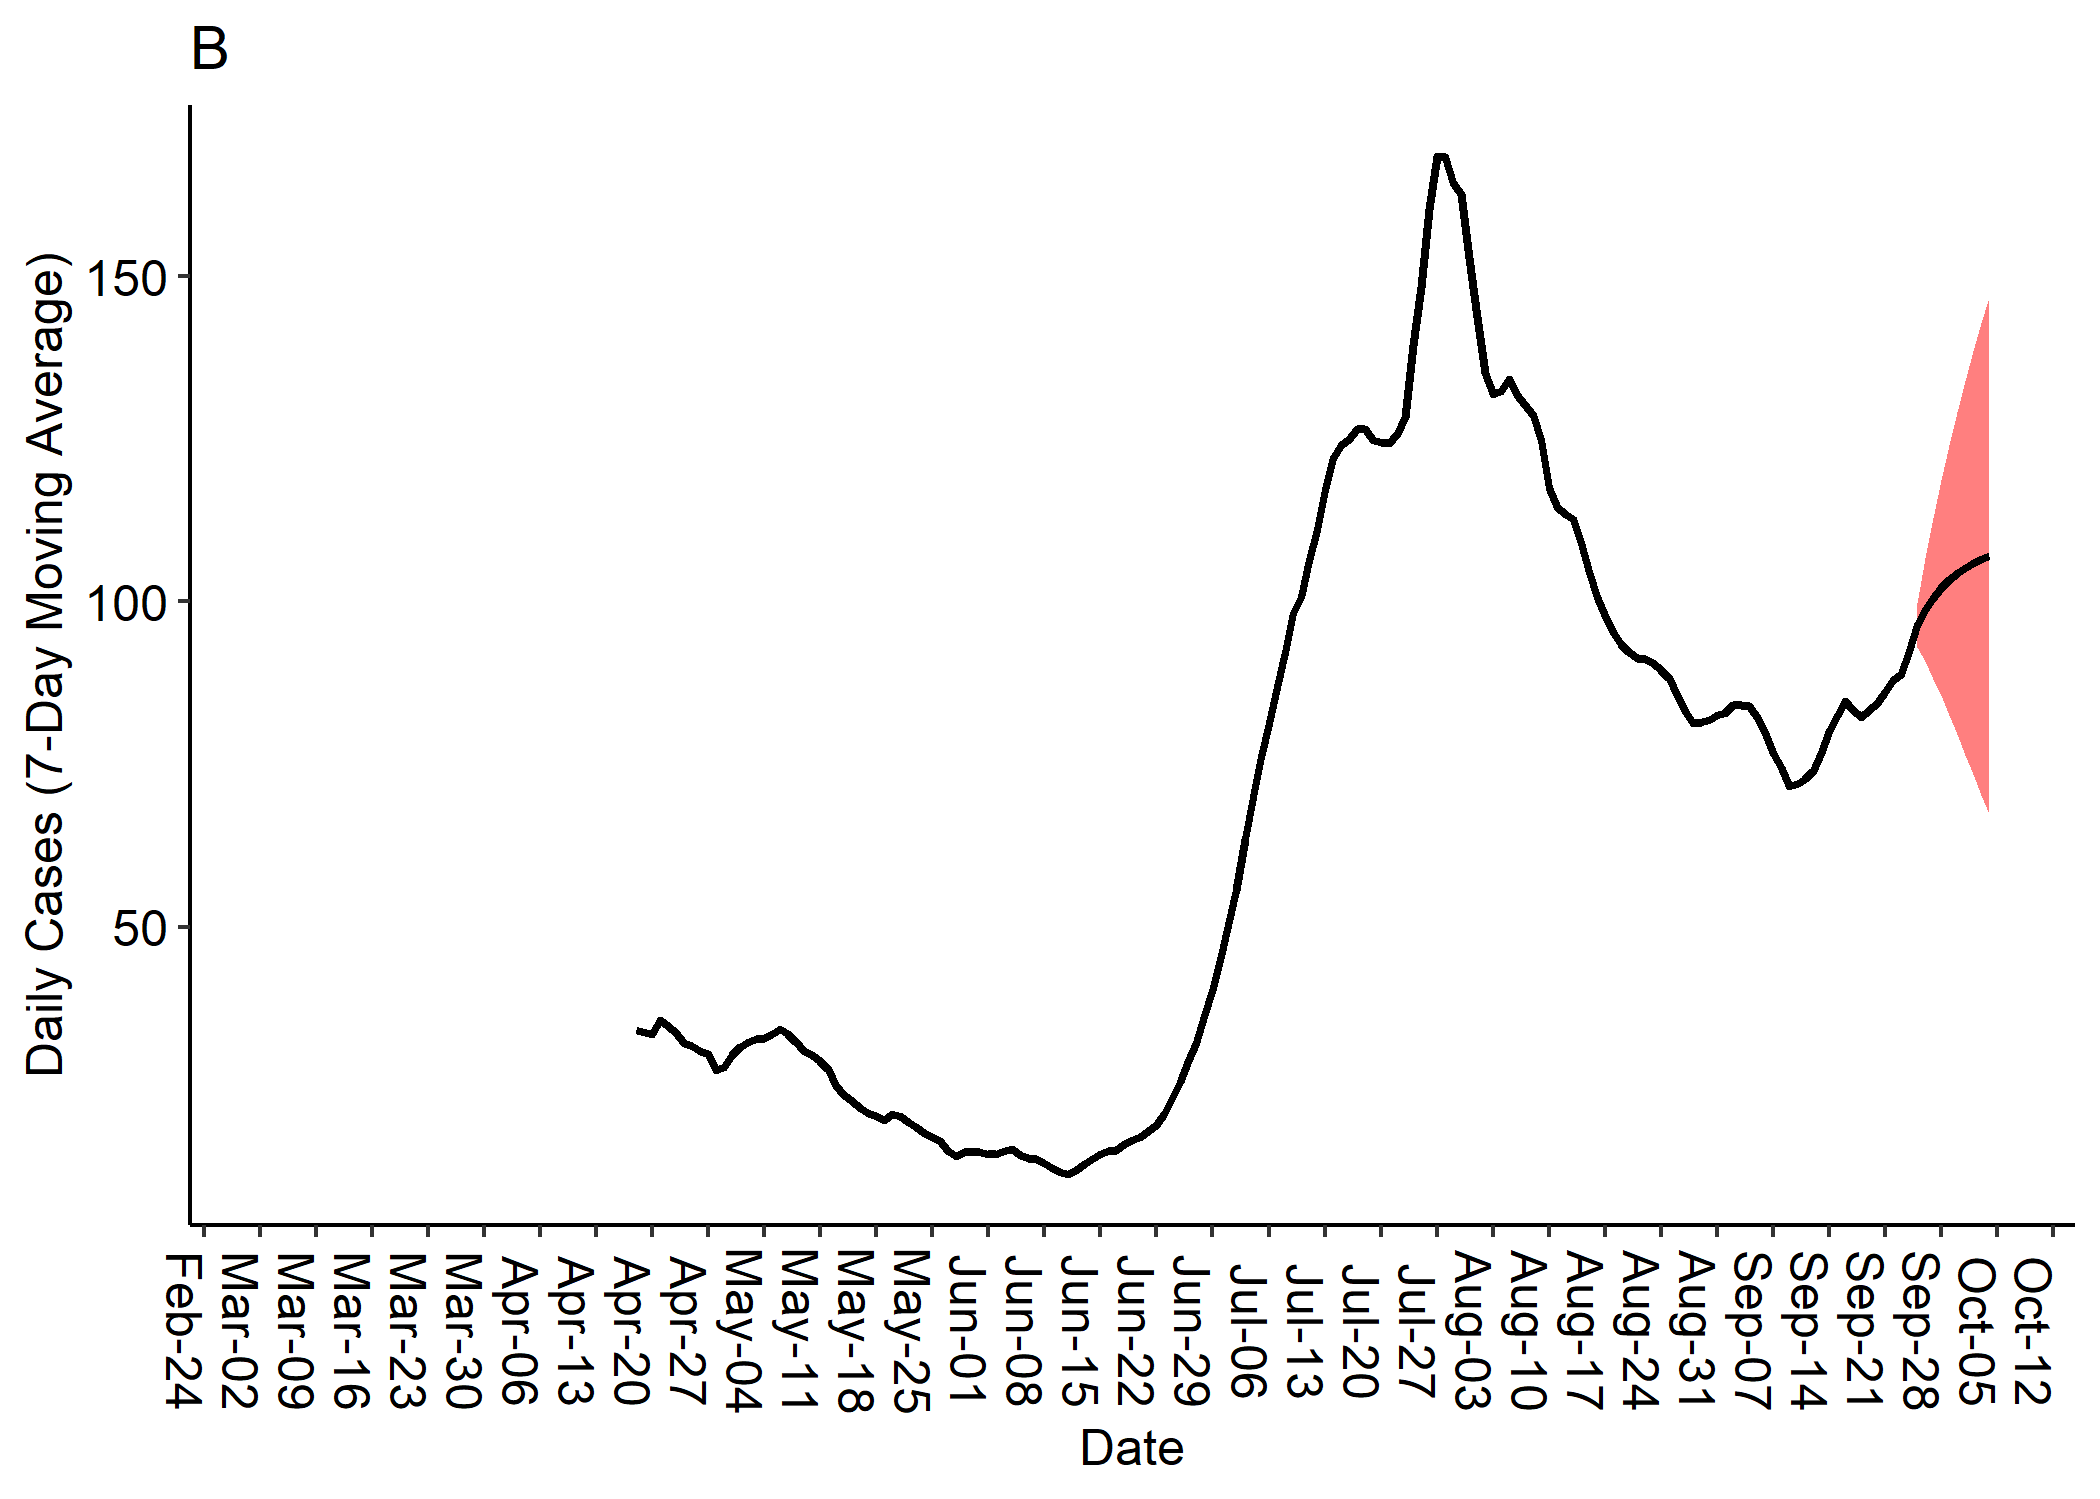 B
Daily Cases (7-Day Moving Average)
150
100
50
Feb-24
Mar-02
Mar-09
Mar-16
Mar-23
Mar-30
Apr-06
Apr-13
Apr-20
Apr-27
May-04
May-11
May-18
May-25
Jun-01
Jun-08
Jun-15
Jun-22
Jun-29
Jul-06
Jul-13
Jul-20
Jul-27
Aug-03
Aug-10
Aug-17
Aug-24
Aug-31
Sep-07
Sep-14
Sep-21
Sep-28
Oct-05
Oct-12
Date